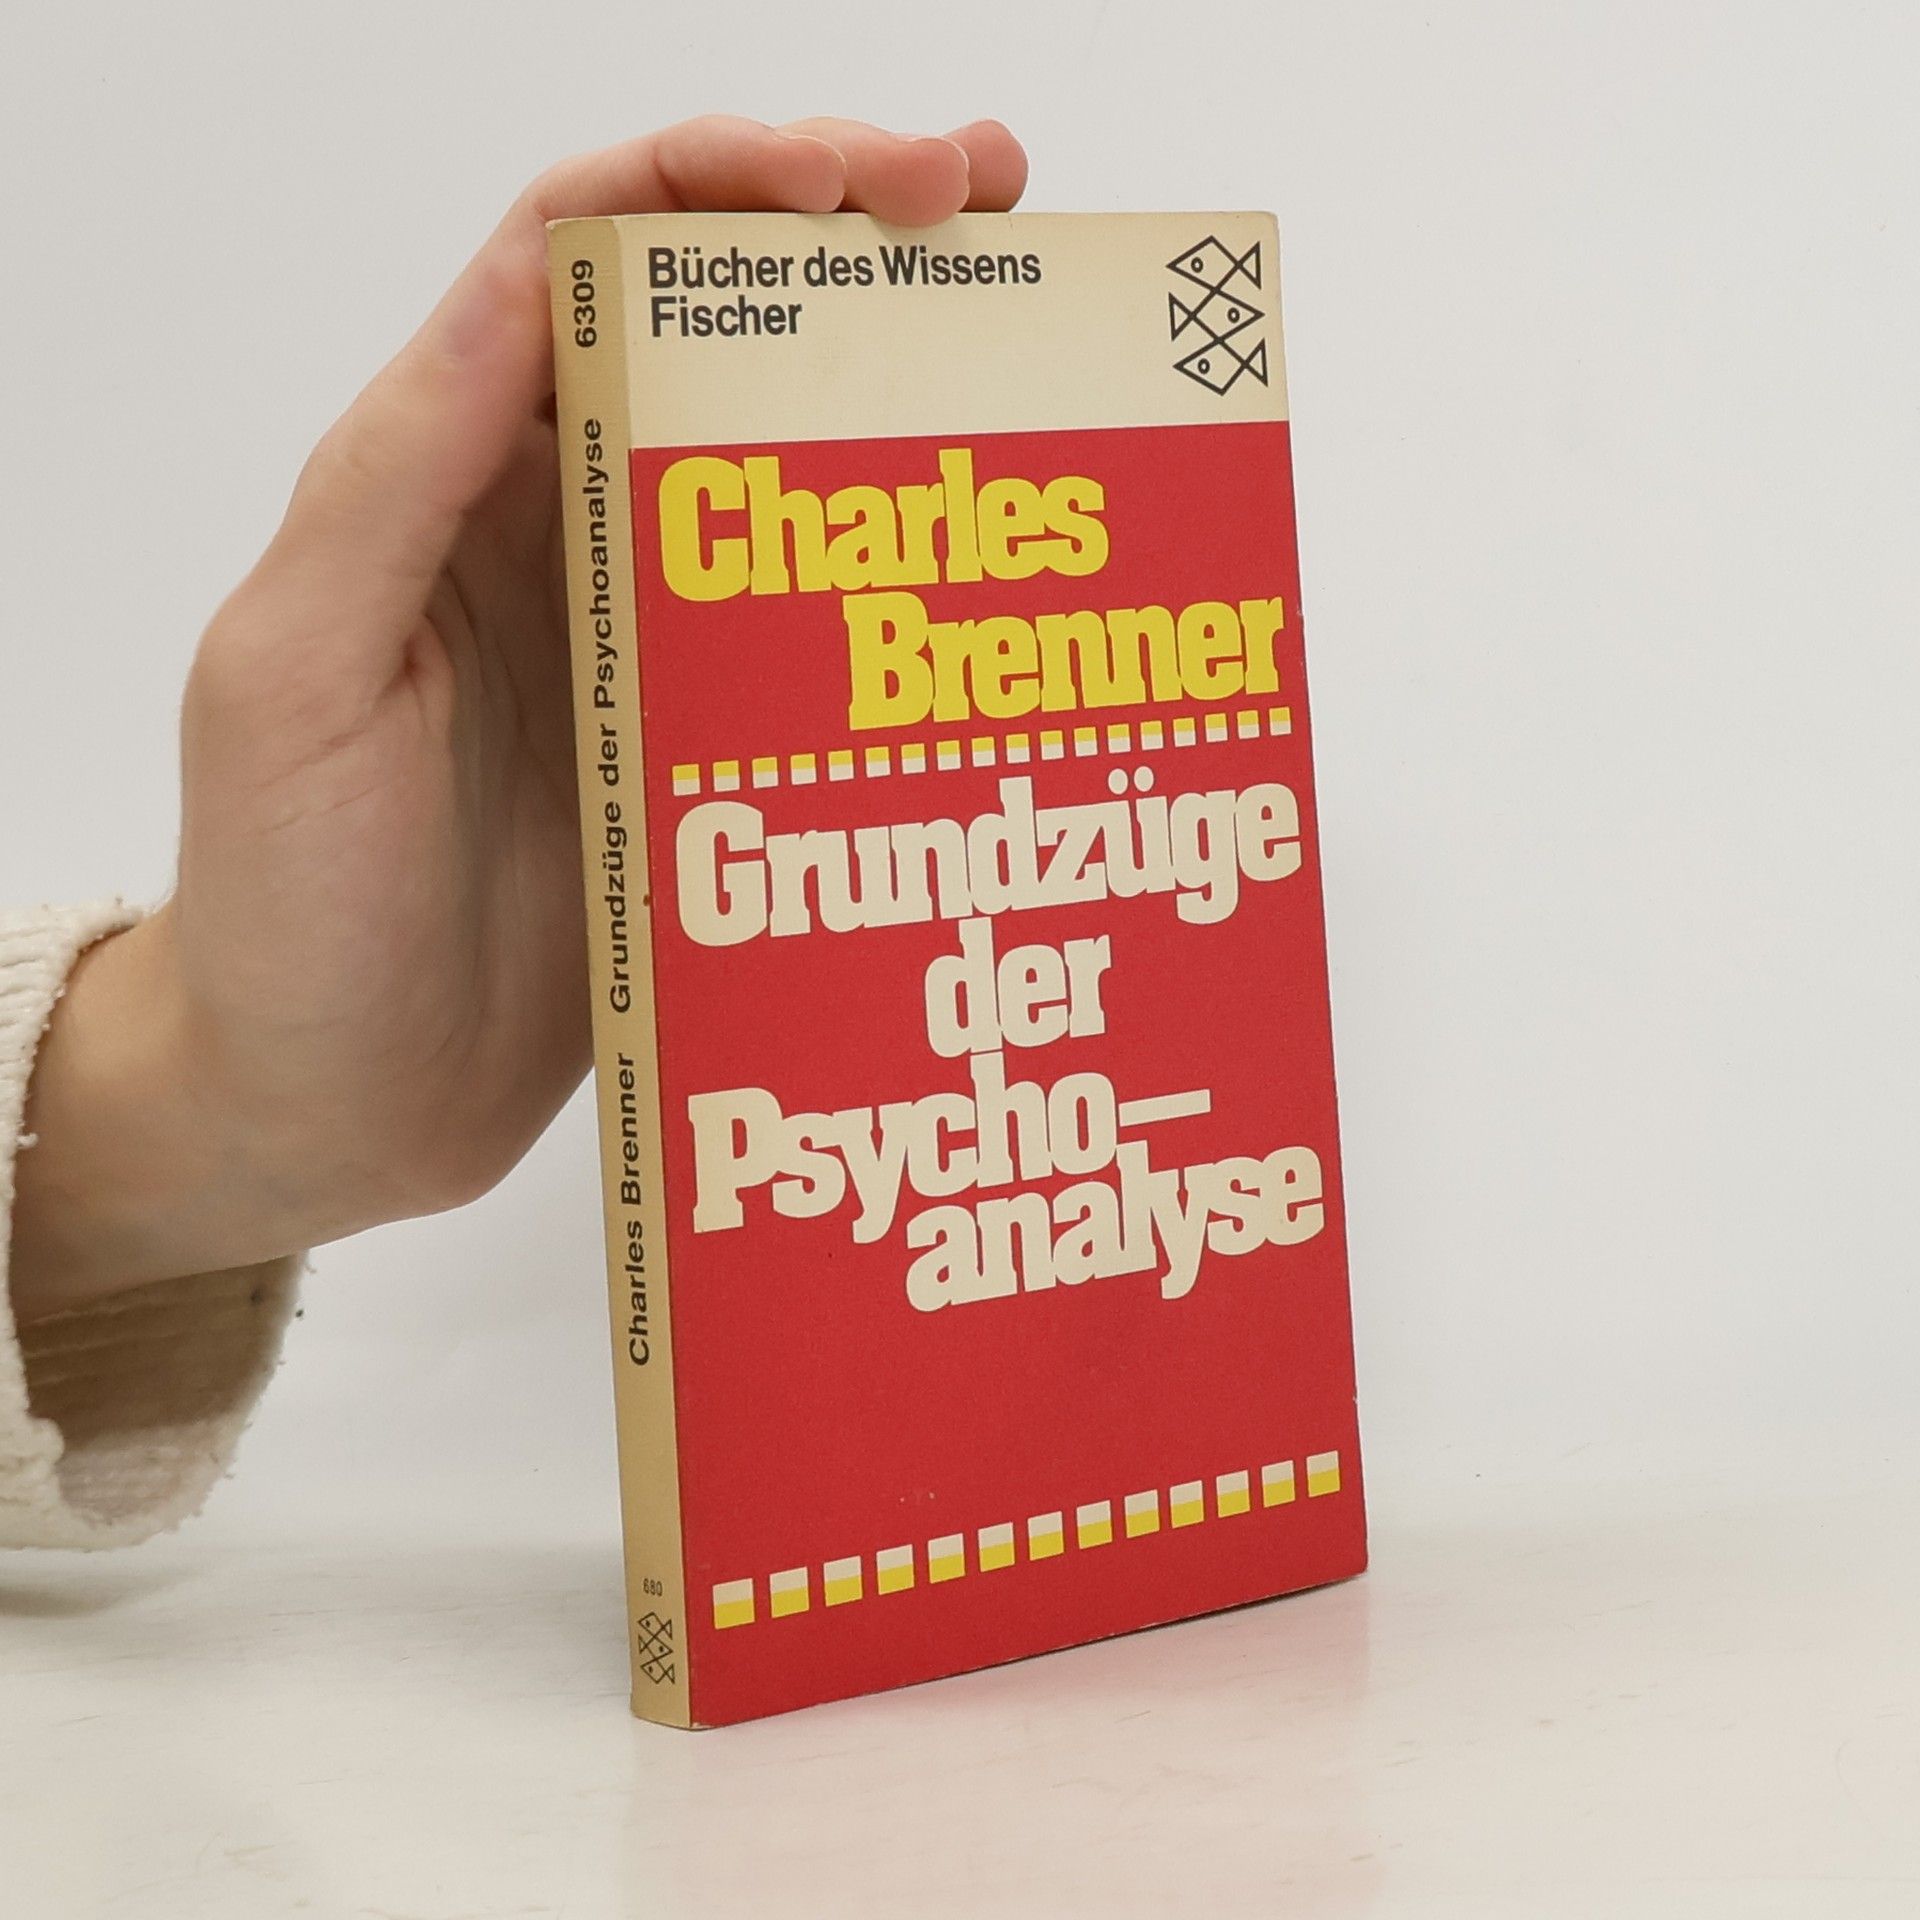 Bücher des Wissens
Fischer
Charles
Brenner
Grundzüge
der
Psycho—
analyse
Charles Brenner Grundzüge der Psychoanalyse 6309
680